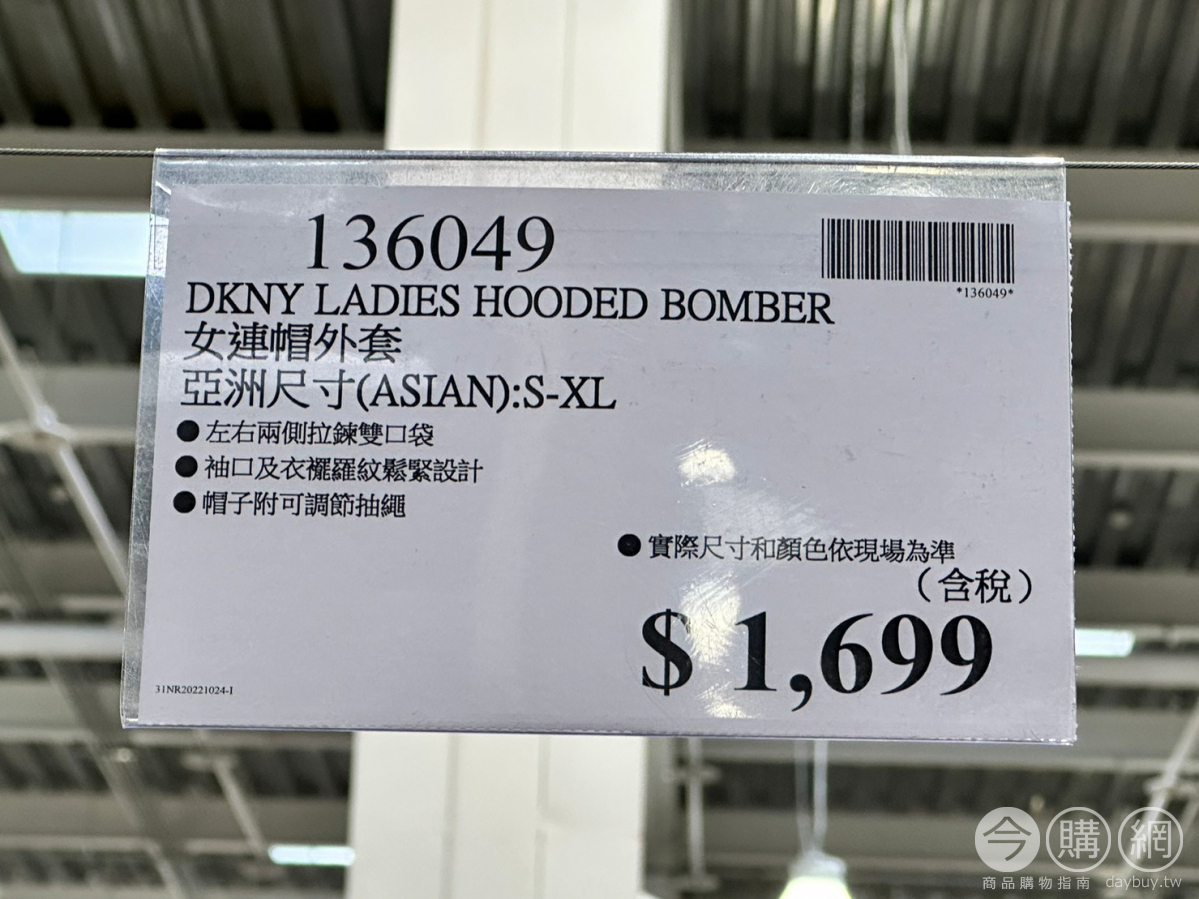 136049
*136049*
DKNY LADIES HOODED BOMBER
女連帽外套
亞洲尺寸(ASIAN):S-XL
●左右兩側拉鍊雙口袋
●袖口及衣襬羅紋鬆緊設計
●帽子附可調節抽繩
●實際尺寸和顏色依現場為準
（含稅）
$ 1,699
31NR20221024-1
今購網
商品購物指南 daybuy.tw